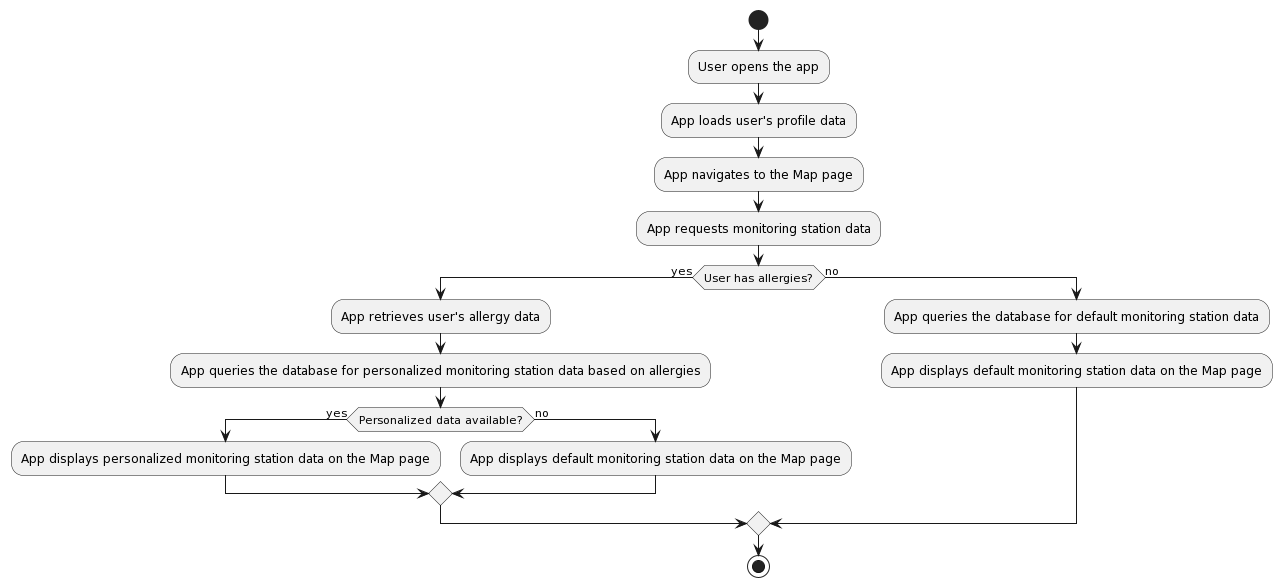 User opens the app
App loads user's profile data
App navigates to the Map page
App requests monitoring station data
yes
User has allergies?
no
App retrieves user's allergy data
App queries the database for default monitoring station data
App queries the database for personalized monitoring station data based on allergies
App displays default monitoring station data on the Map page
yes
Personalized data available?
no
App displays personalized monitoring station data on the Map page
App displays default monitoring station data on the Map page